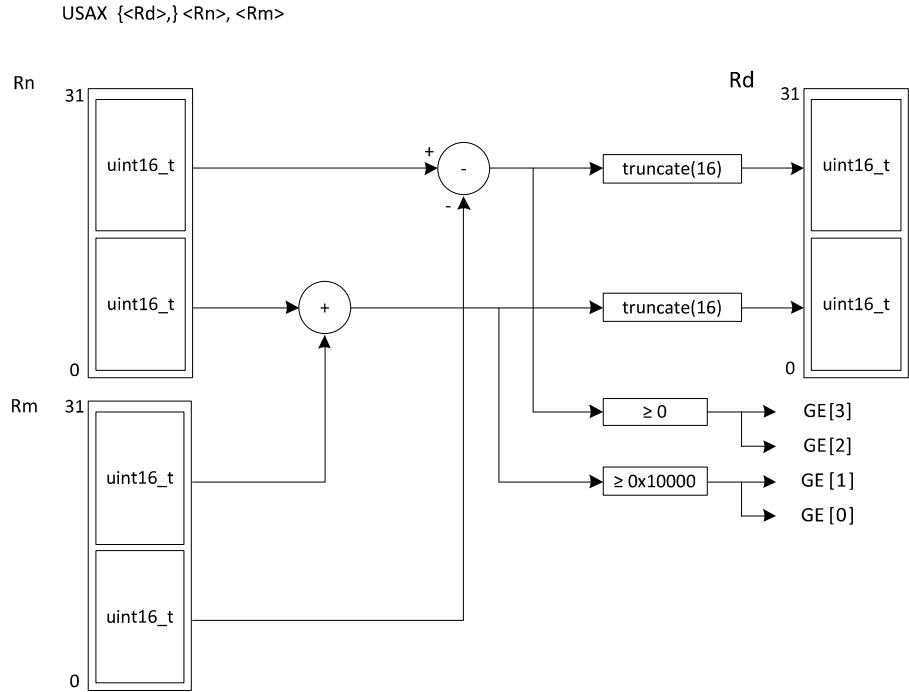 USAX {<Rd>,} <Rn>, <Rm>
Rn
31
uint16_t
uint16_t
0
Rm
31
uint16_t
uint16_t
0
+
-
-
+
truncate(16)
truncate(16)
≥ 0
≥ 0x10000
Rd
31
uint16_t
uint16_t
0
GE[3]
GE[2]
GE [1]
GE [0]